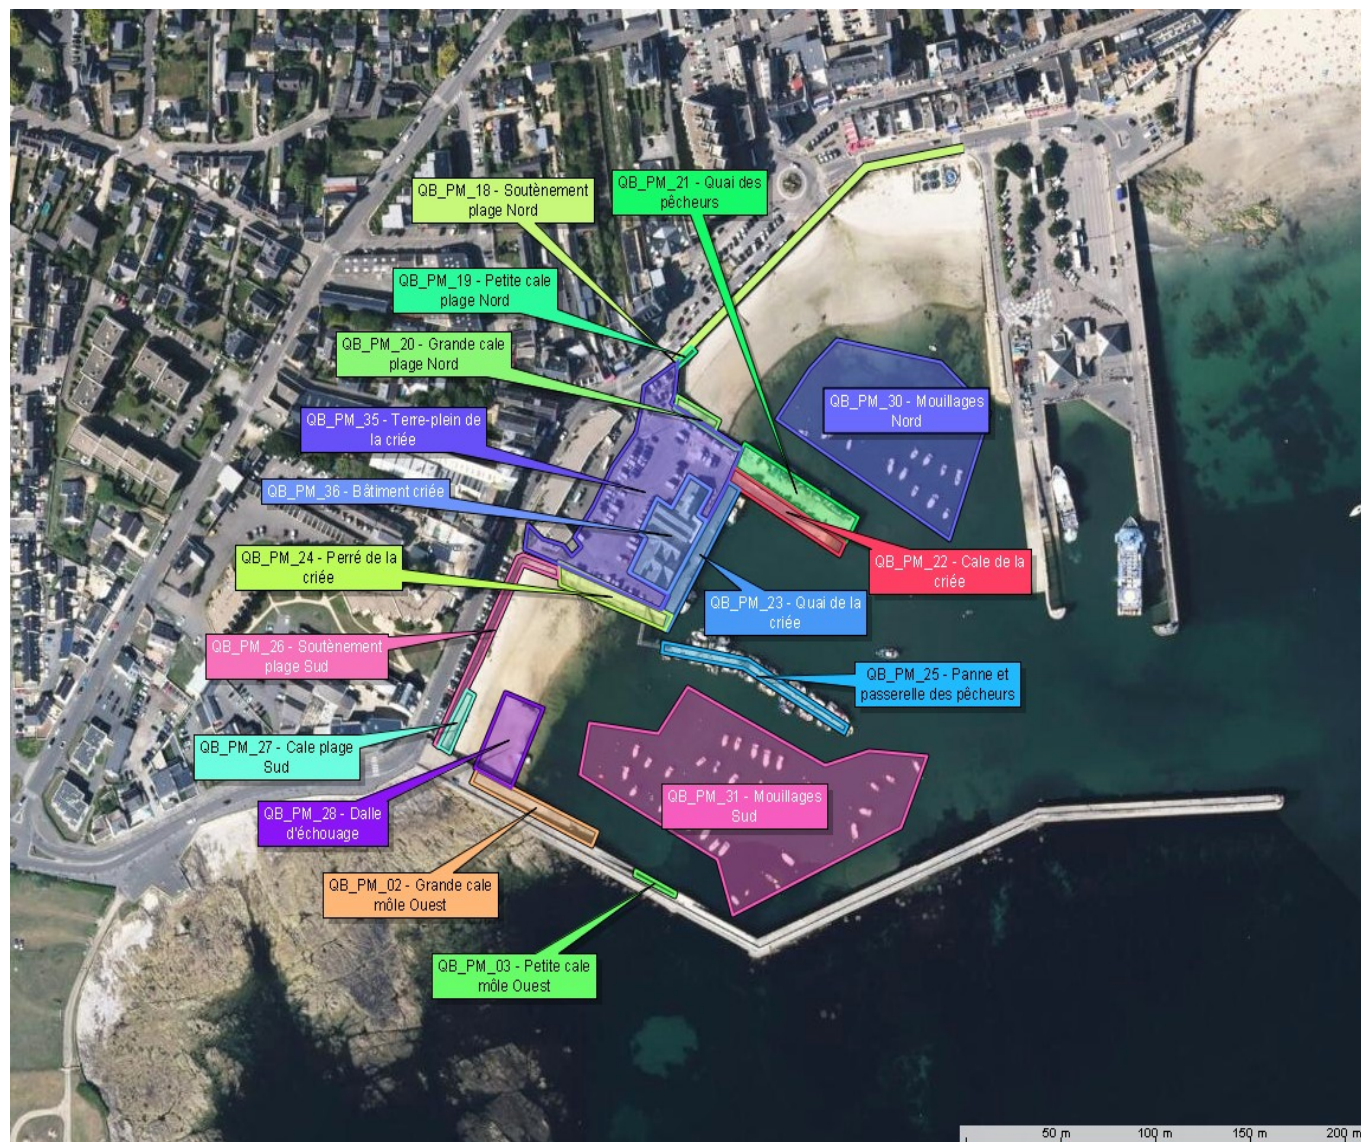 QB_PM_18 - Soutènement
plage Nord
QB_PM_21 - Quai des
pêcheurs
QB_PM_19 - Petite cale
plage Nord
QB_PM_20 - Grande cale
plage Nord
QB_PM_30 - Mouillages
Nord
QB_PM_35 - Terre-plein de
la criée
QB_PM_36 - Bâtiment criée
QB_PM_24 - Perré de la
criée
QB_PM_22 - Cale de la
criée
QB_PM_23 - Quai de la
criée
QB_PM_26 - Soutènement
plage Sud
QB_PM_25 - Panne et
passerelle des pêcheurs
QB_PM_27 - Cale plage
Sud
QB_PM_31 - Mouillages
Sud
QB_PM_28 - Dalle
d'échouage
QB_PM_02 - Grande cale
môle Ouest
QB_PM_03 - Petite cale
môle Ouest
50 m 100 m 150 m 200 m